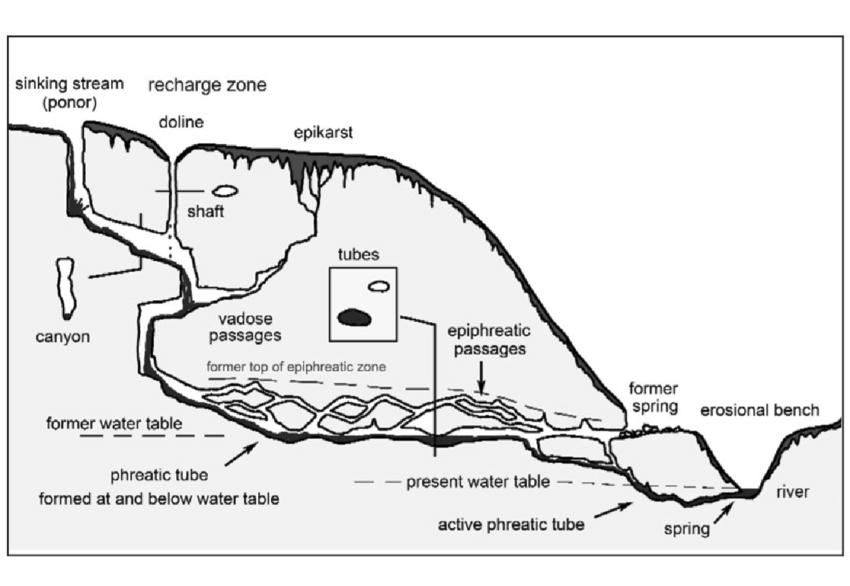 sinking stream
(ponor)
recharge zone
doline
epikarst
shaft
canyon
tubes
vadose
passages
epiphreatic
passages
former top of epiphreatic zone
former
spring
erosional bench
former water table
phreatic tube
formed at and below water table
present water table
river
active phreatic tube
spring